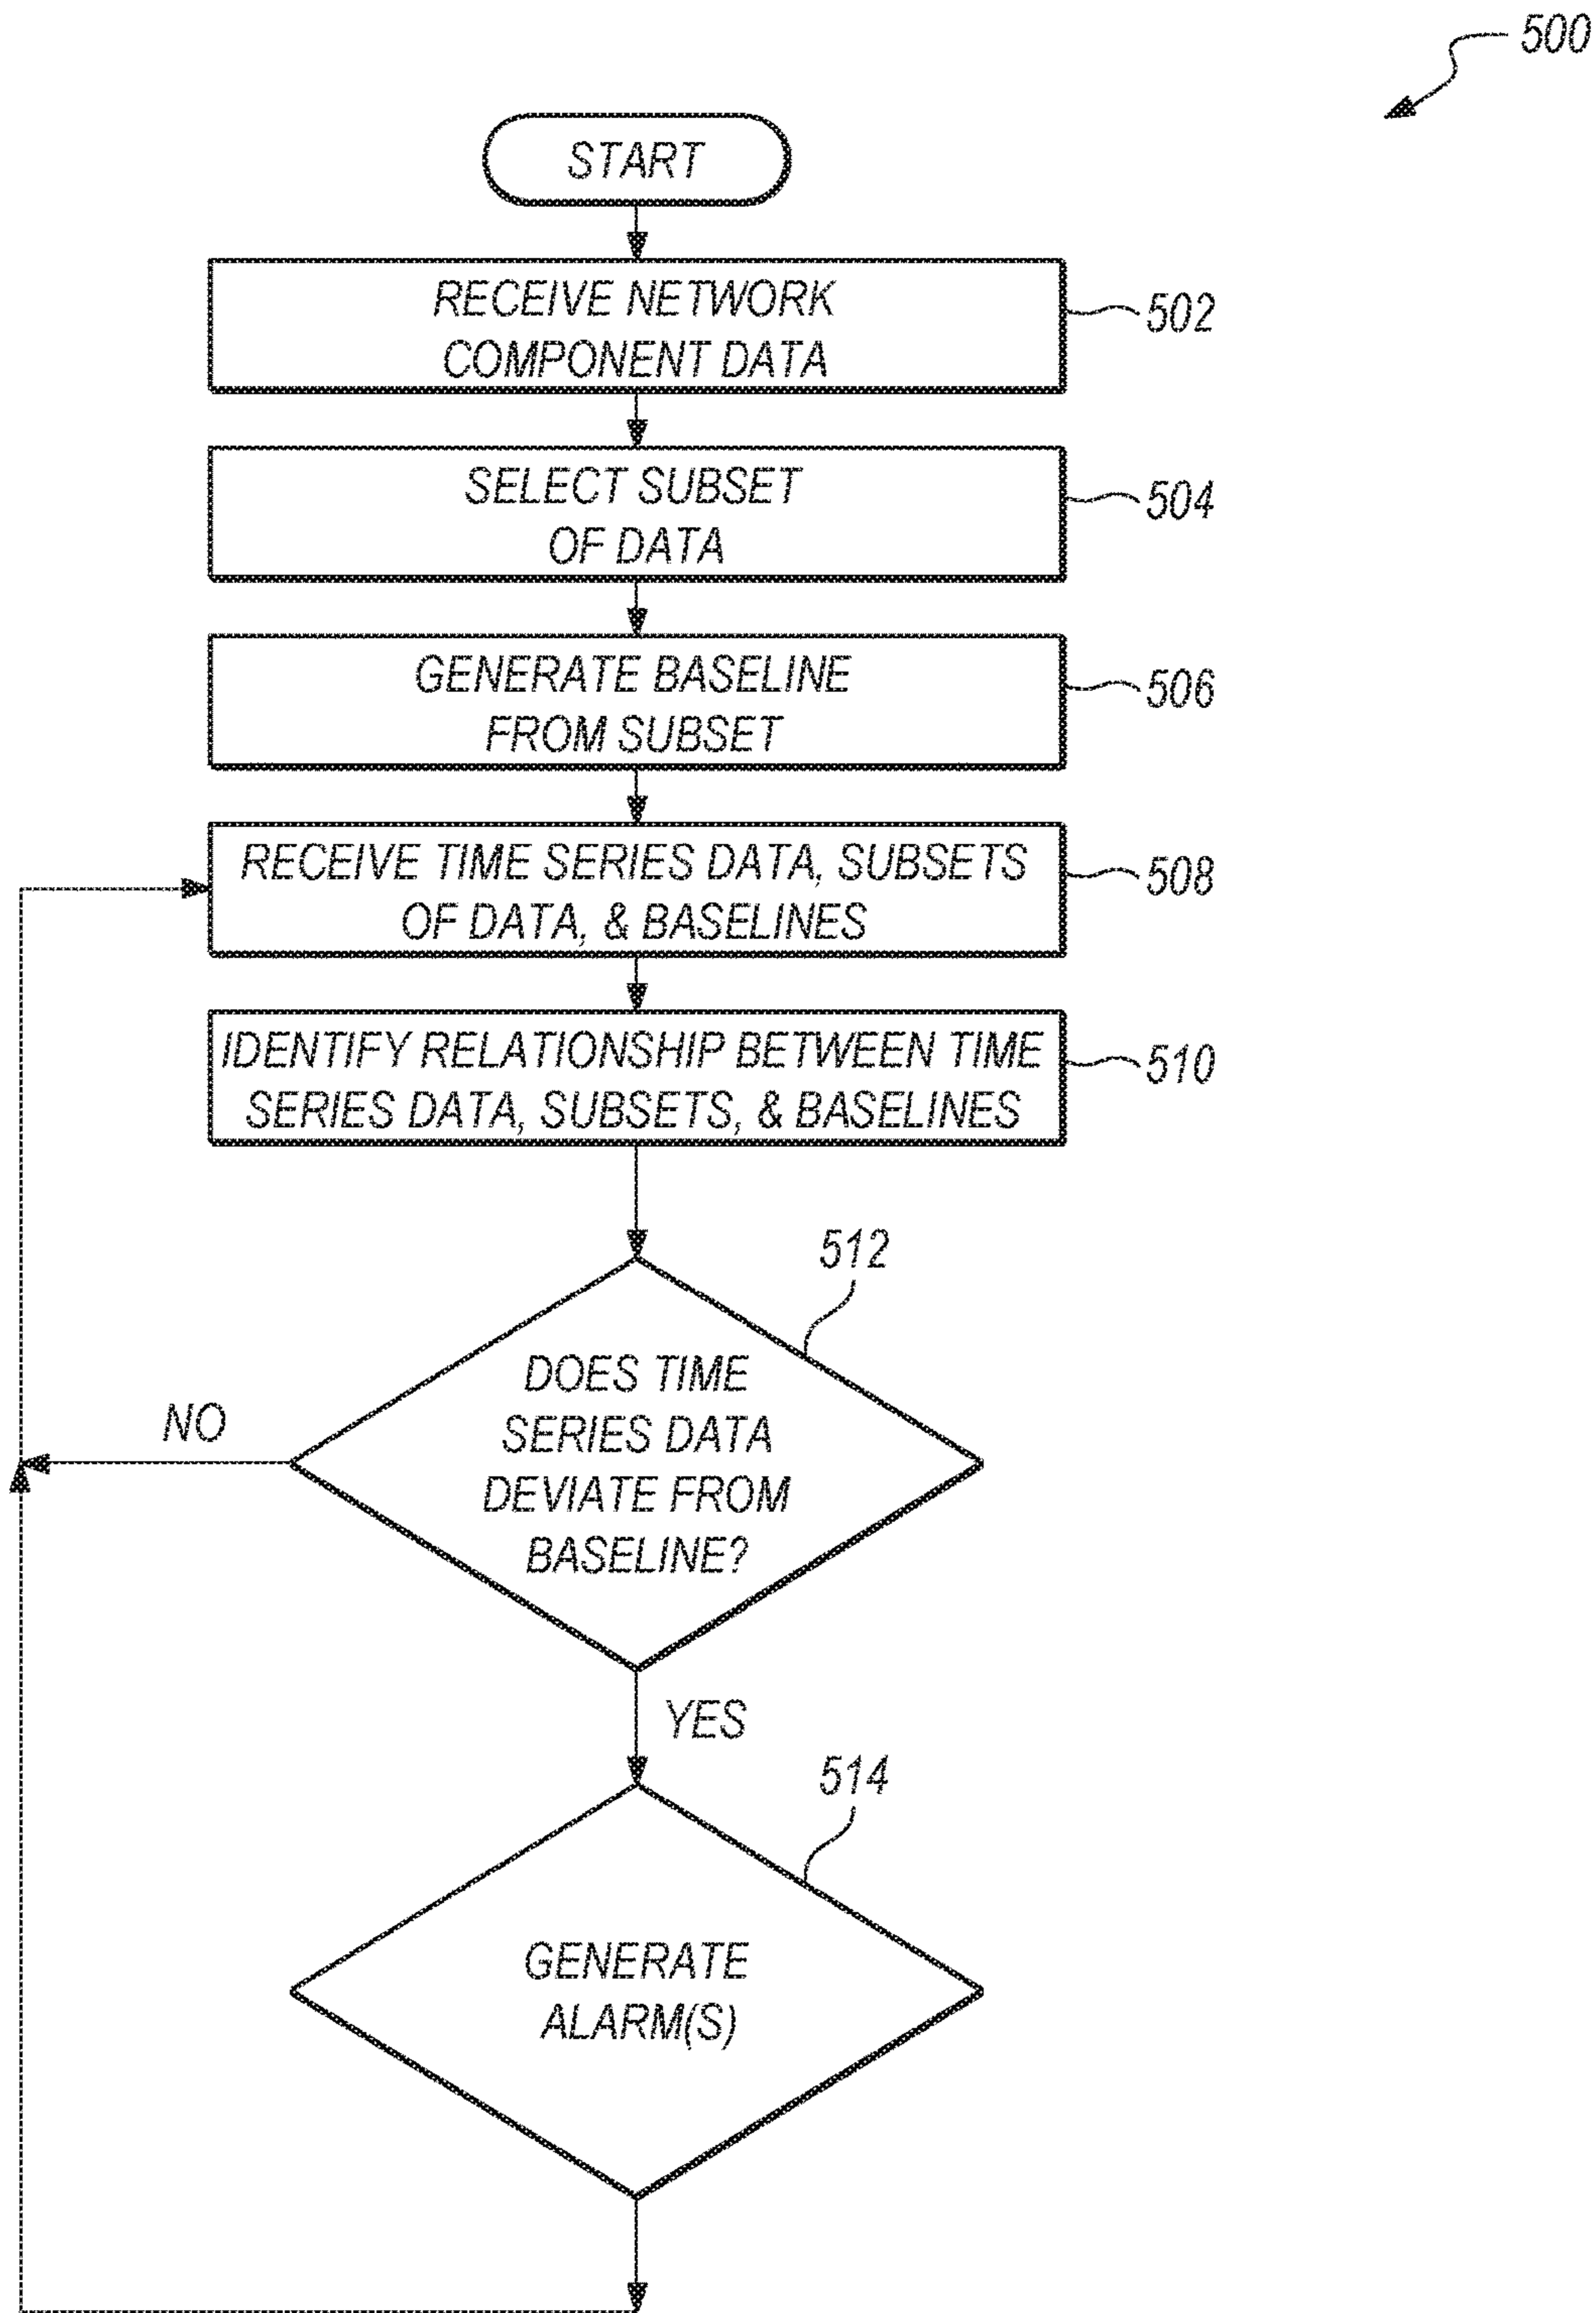 500
START
RECEIVE NETWORK
COMPONENT DATA
502
SELECT SUBSET
OF DATA
504
GENERATE BASELINE
FROM SUBSET
506
RECEIVE TIME SERIES DATA, SUBSETS
OF DATA, & BASELINES
508
IDENTIFY RELATIONSHIP BETWEEN TIME
SERIES DATA, SUBSETS, & BASELINES
510
512
DOES TIME
SERIES DATA
DEVIATE FROM
BASELINE?
NO
YES
514
GENERATE
ALARM(S)